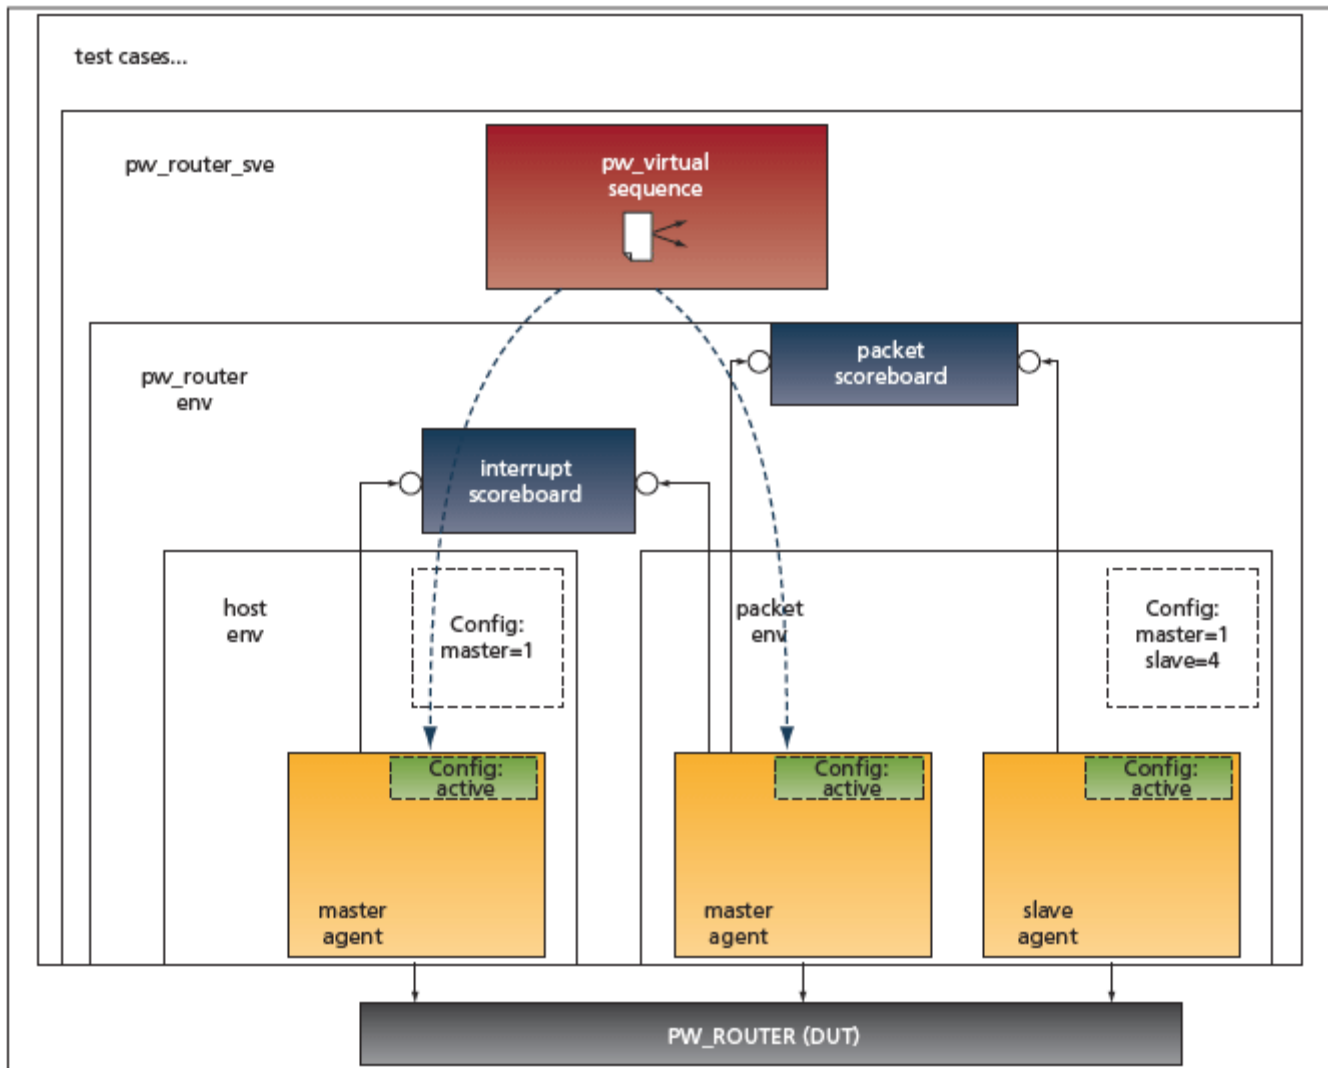 test cases...
pw_router_sve
pw_virtual
sequence
packet
scoreboard
pw_router
env
interrupt
scoreboard
host
env
Config:
master=1
packet
env
Config:
master=1
slave=4
Config:
active
master
agent
Config:
active
master
agent
Config:
active
slave
agent
PW_ROUTER (DUT)